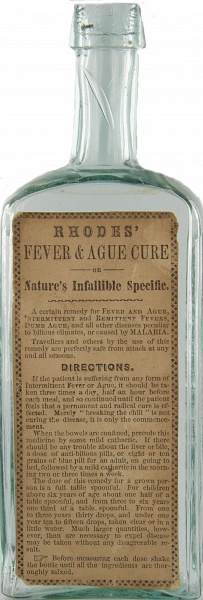 RHODES'
FEVER & AGUE CURE
OR
Nature's Infallible Specific.
A certain remedy for FEVER AND AGUE,
INTERMITTENT and REMITTENT FEVERS,
DUMB AGUE, and all other diseases peculiar
to bilious climates, or caused by MALARIA.
Travellers and others by the use of this
remedy are perfectly safe from attack at any
and all seasons.
DIRECTIONS.
If the patient is suffering from any form of
Intermittent Fever or Ague, it should be ta-
ken three times a day, half an hour before
each meal, and so continued until the patient
feels that a permanent and radical cure is ef-
fected. Merely "breaking the chill" is not
curing the disease, it is only the commence-
ment.
When the bowels are confined, precede this
medicine by some mild cathartic. If there
should be any trouble about the liver or bile,
a dose of anti-bilious pills, or eight or ten
grains of blue pill for an adult, on going to
bed, followed by a mild cathartic in the morn-
ing two or three times a week.
The dose of this remedy for a grown per-
son is a full table spoonful. For children
above six years of age about one half of a
table spoonful, and from three to six years
one third of a table spoonful. From one
to three years thirty drops, and under one
year ten to fifteen drops, taken clear or in a
little water. Much larger quantities, how-
ever, than are necessary to expel disease
may be taken without any disagreeable re-
sult.
☞ Before measuring each dose shake
the bottle until all the ingredients are tho-
roughly mixed.